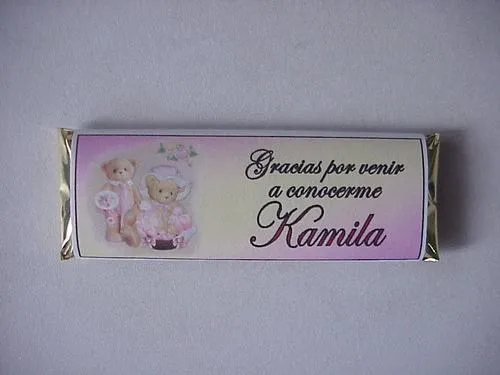 Gracias por venir
a conocerme
Kamila